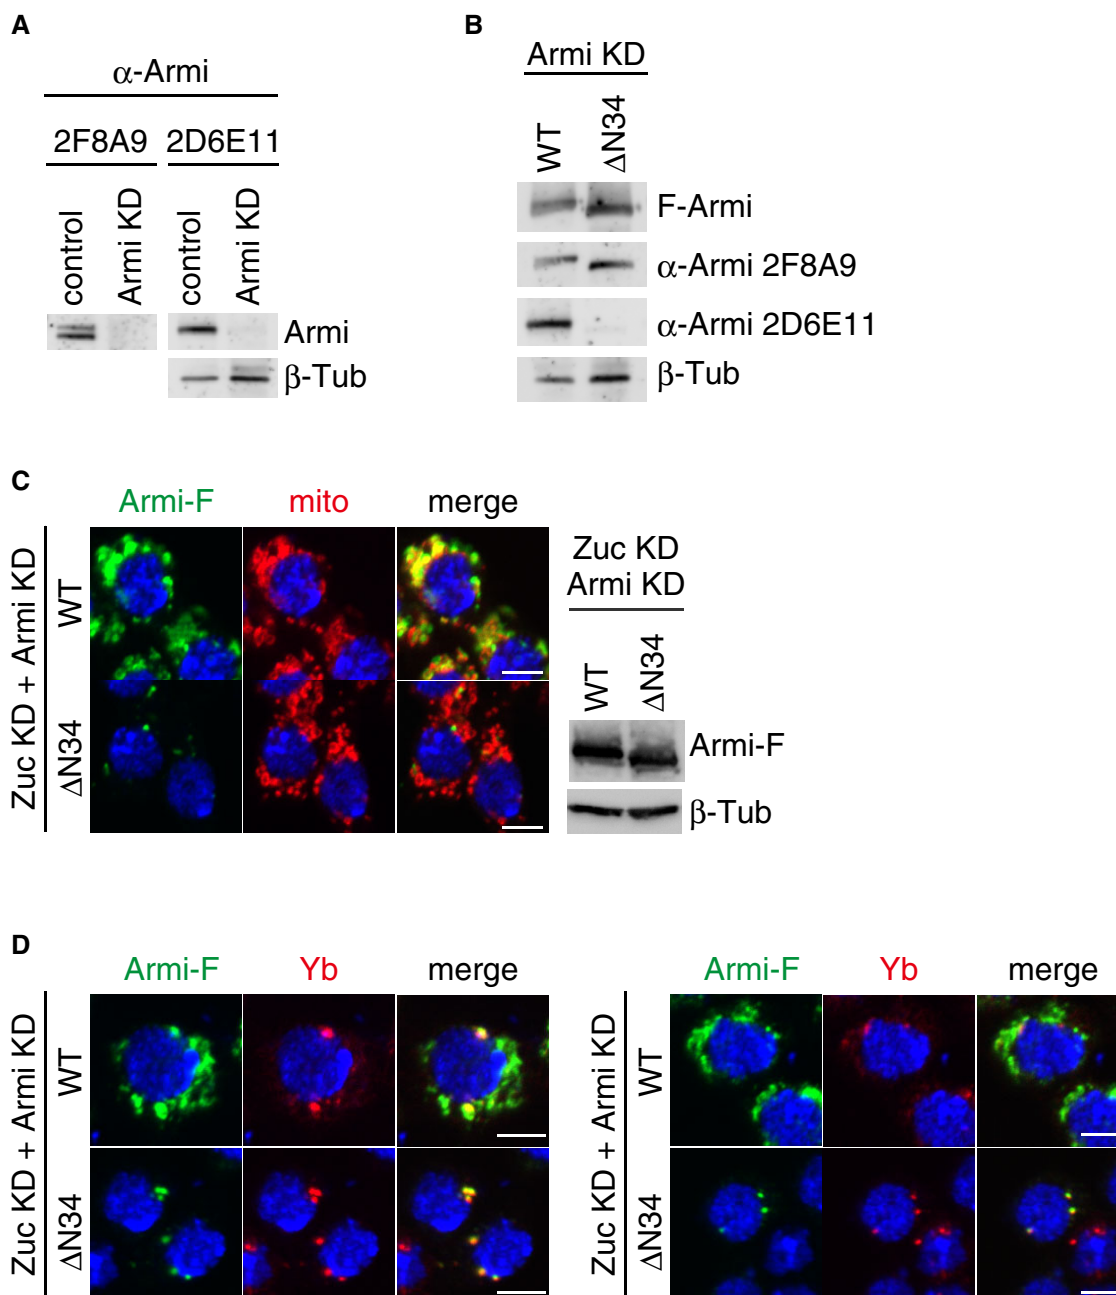 A
α-Armi
2F8A9 2D6E11
control Armi KD control Armi KD
Armi
β-Tub
B
Armi KD
WT ΔN34
F-Armi
α-Armi 2F8A9
α-Armi 2D6E11
β-Tub
C
Armi-F mito merge
Zuc KD + Armi KD
WT
ΔN34
Zuc KD
Armi KD
WT ΔN34
Armi-F
β-Tub
D
Armi-F Yb merge
Zuc KD + Armi KD
WT
ΔN34
Armi-F Yb merge
Zuc KD + Armi KD
WT
ΔN34